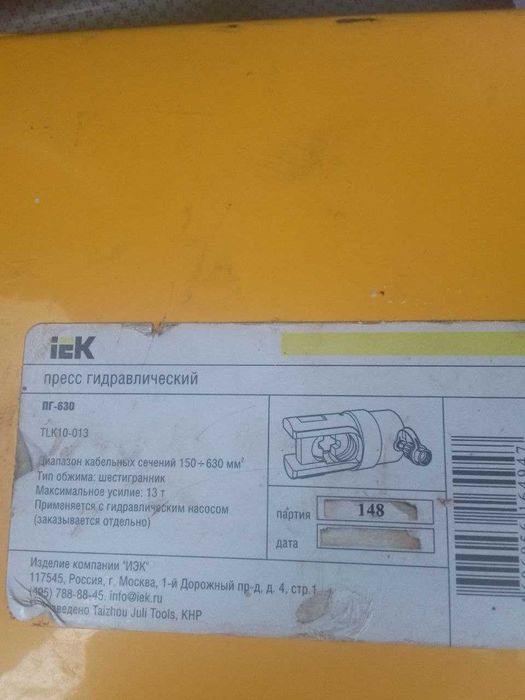 iEK
пресс гидравлический
ПГ-630
TLK10-013
Диапазон кабельных сечений 150÷630 мм²
Тип обжима: шестигранник
Максимальное усилие: 13 т
Применяется с гидравлическим насосом
(заказывается отдельно)
партия 148
дата
Изделие компании "ИЭК"
117545, Россия, г. Москва, 1-й Дорожный пр-д, д. 4, стр.1
(495) 788-88-45. info@iek.ru
Taizhou Juli Tools, КНР